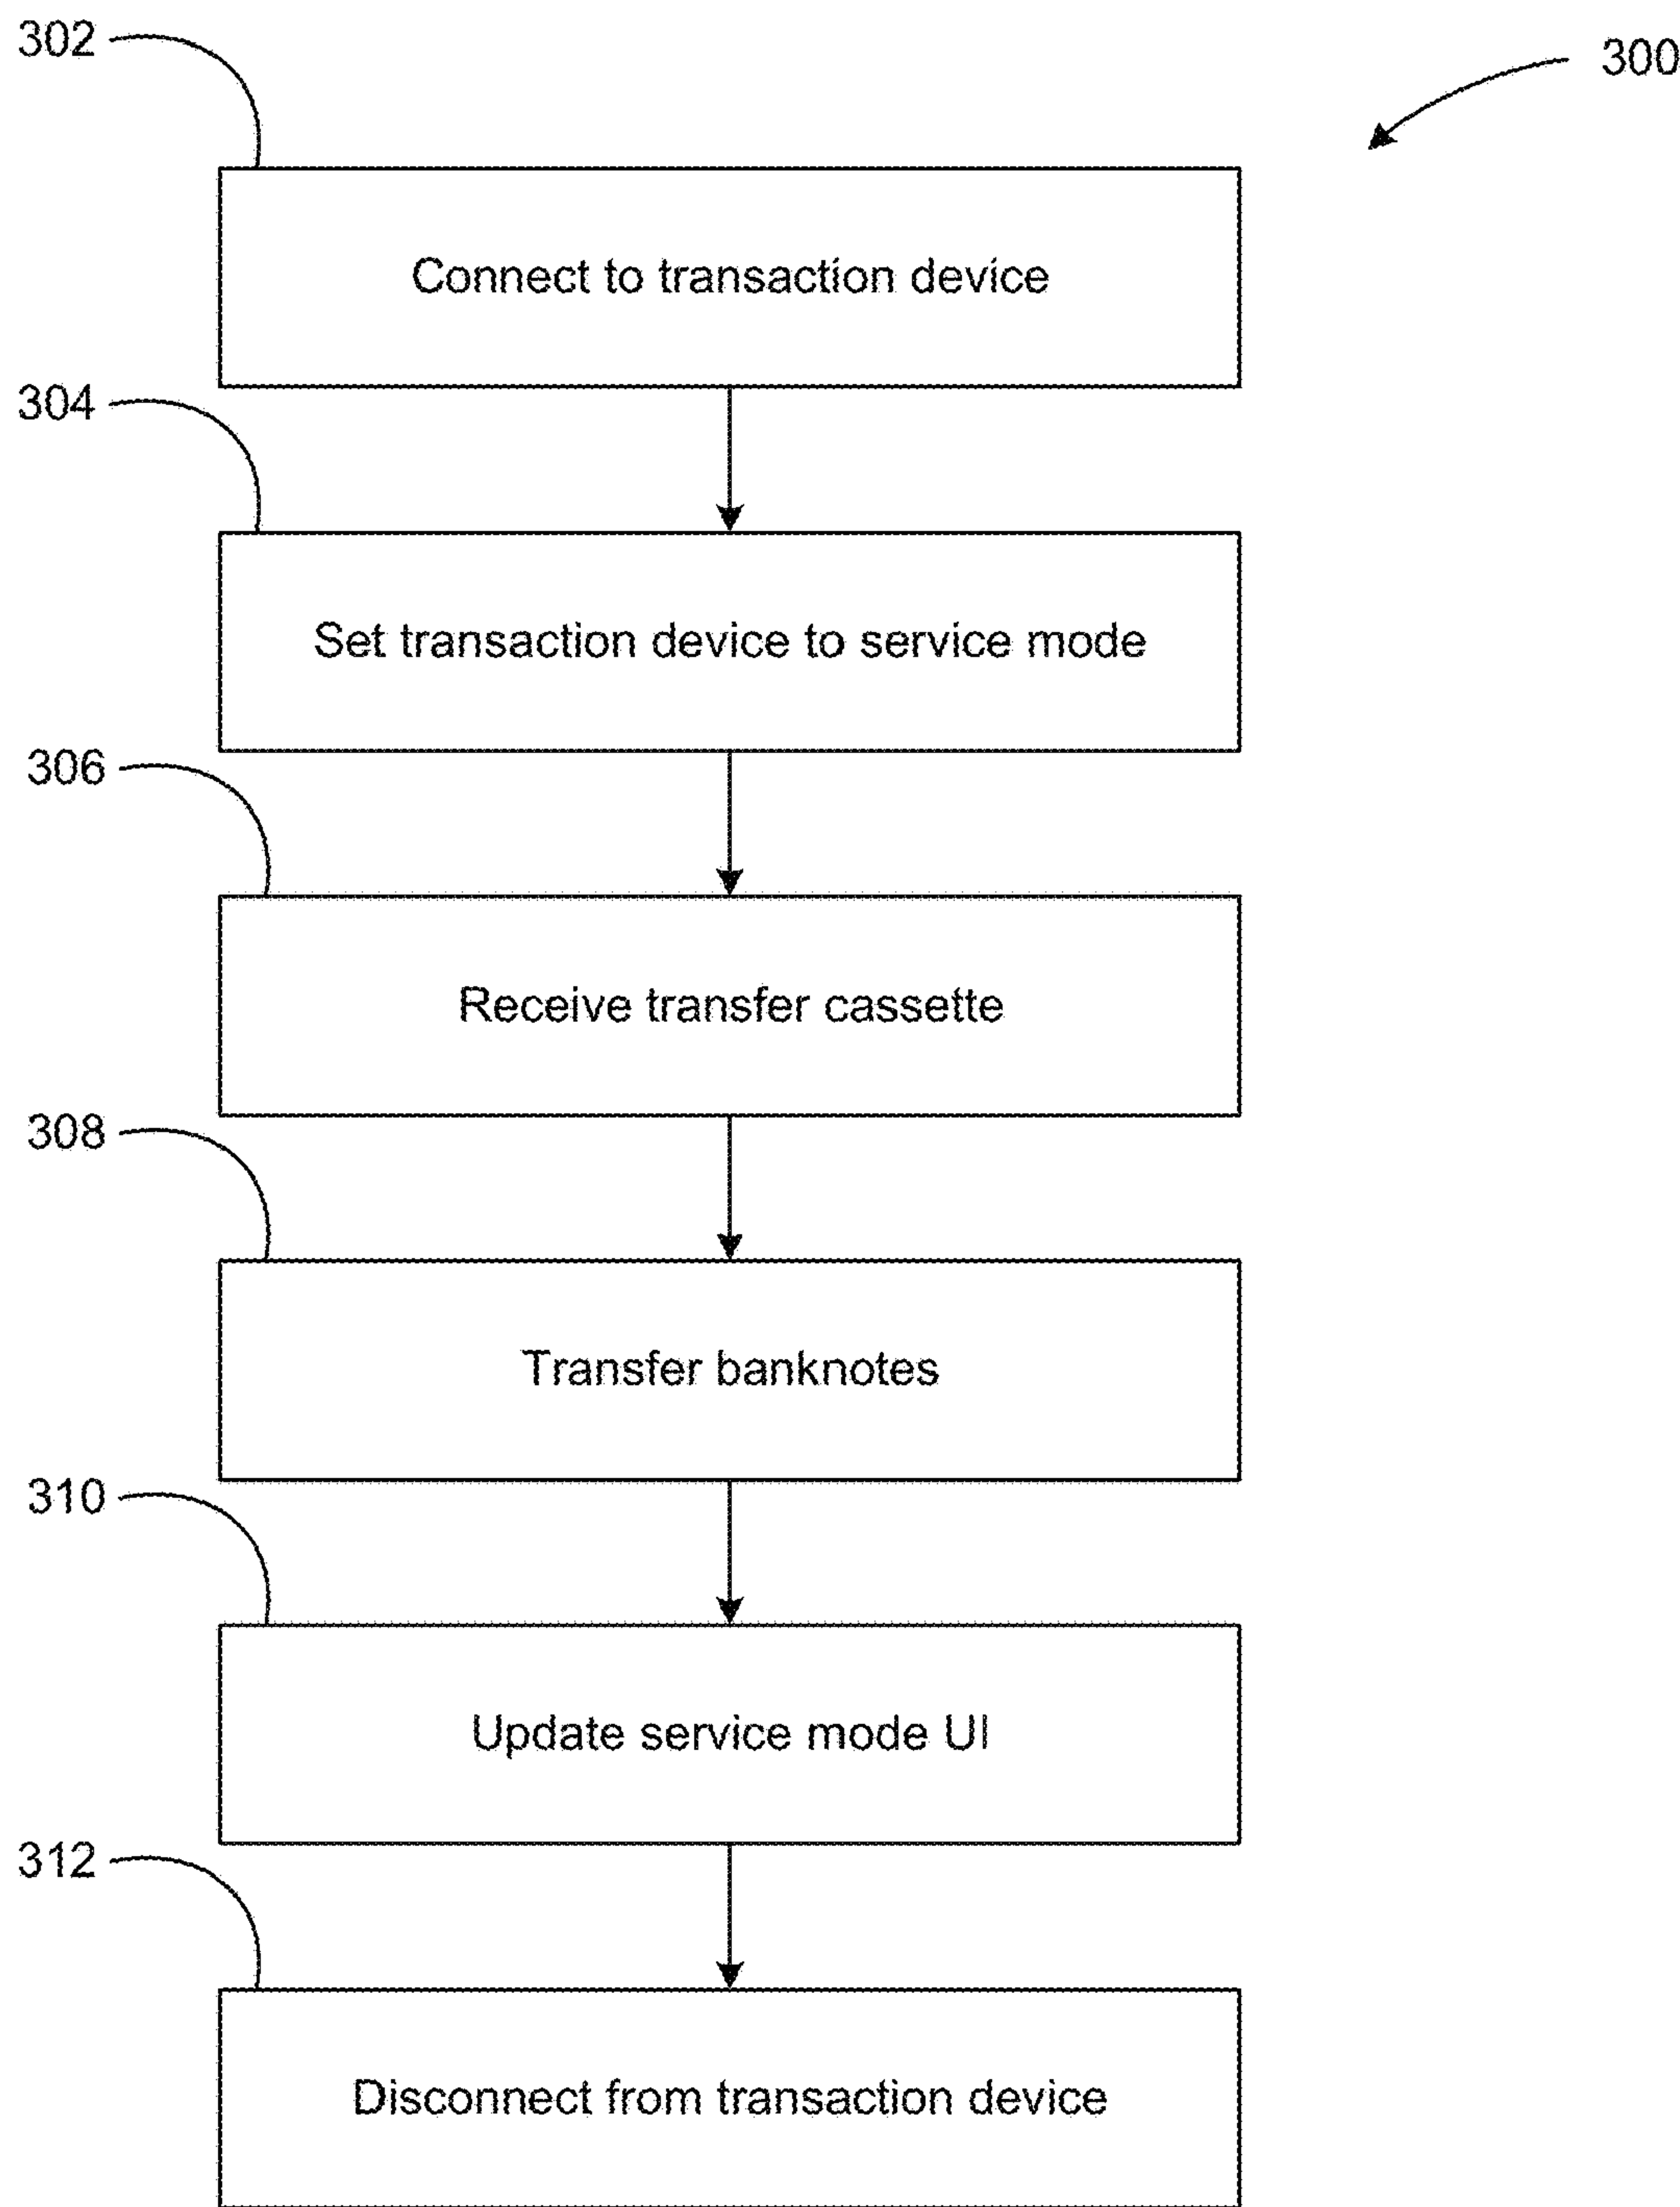 302
300
Connect to transaction device
304
Set transaction device to service mode
306
Receive transfer cassette
308
Transfer banknotes
310
Update service mode UI
312
Disconnect from transaction device